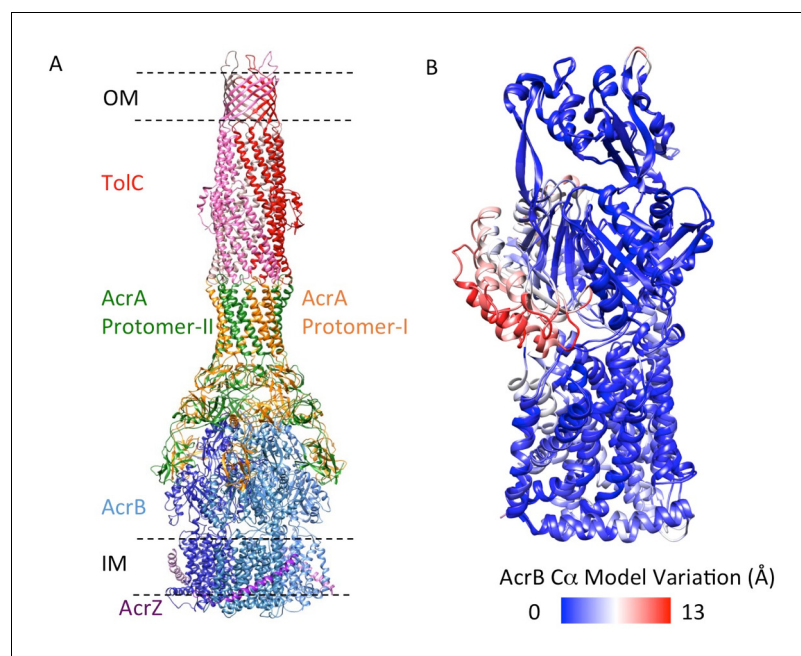 A
OM
TolC
AcrA
Protomer-II
AcrA
Protomer-I
AcrB
IM
AcrZ
B
AcrB Cα Model Variation (Å)
0
13